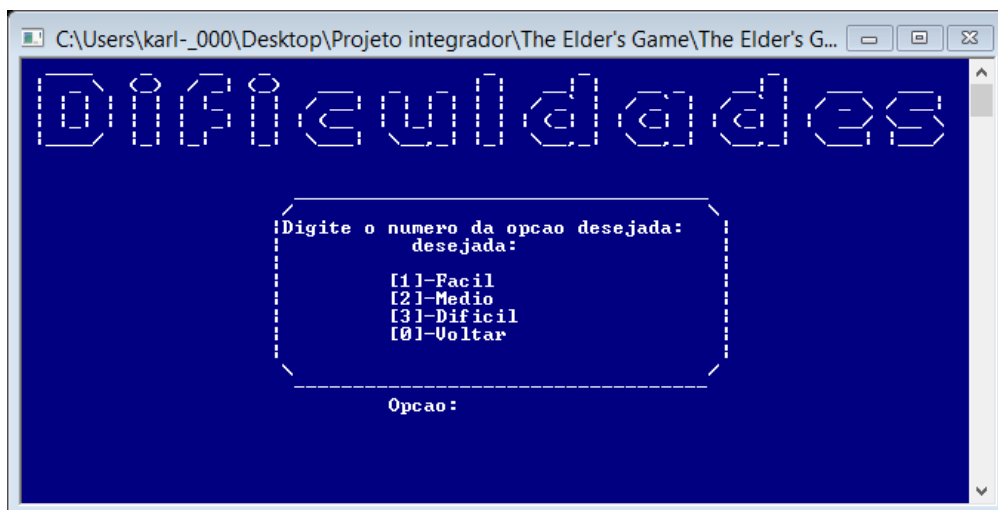 C:\Users\karl-_000\Desktop\Projeto integrador\The Elder's Game\The Elder's G...
Dificuldades
Digite o numero da opcao desejada:
desejada:
[1]-Facil
[2]-Medio
[3]-Dificil
[0]-Voltar
Opcao: